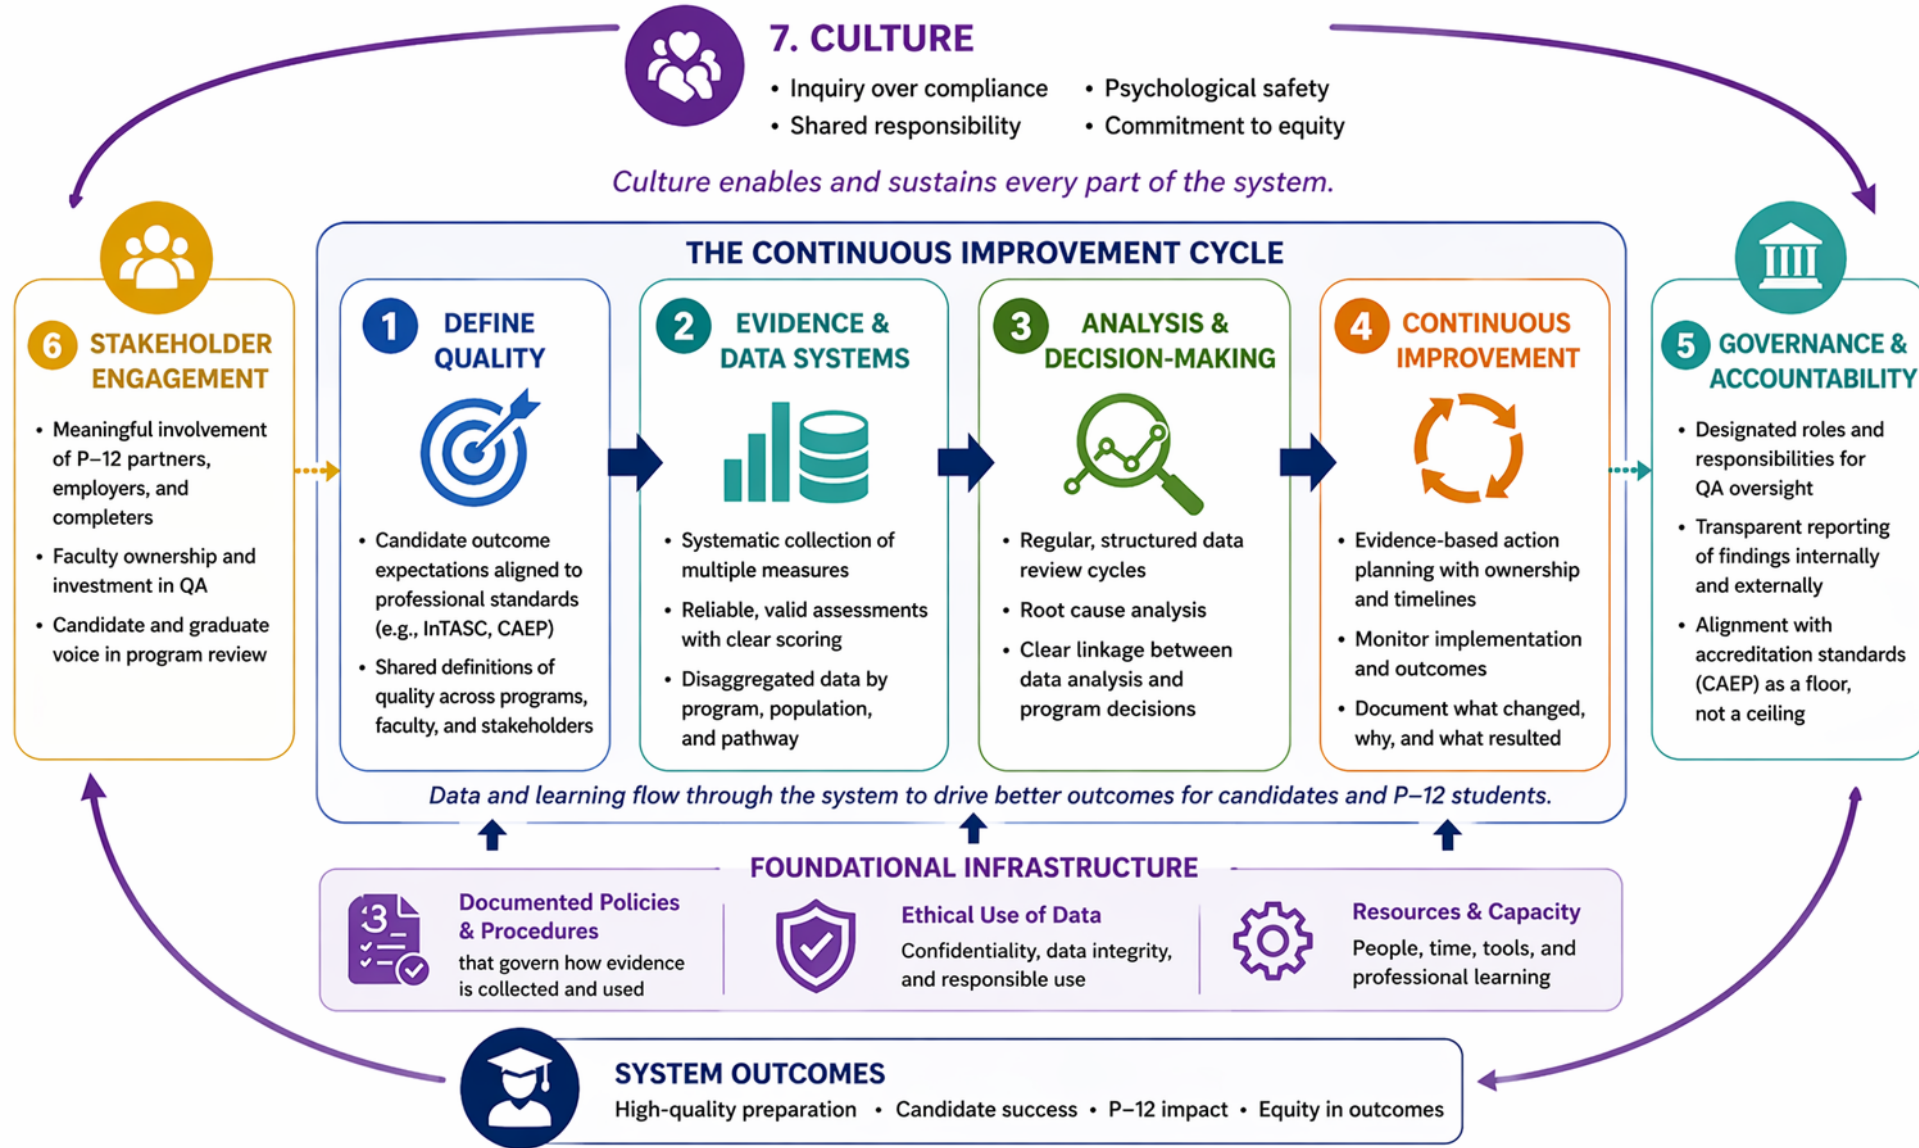 7. CULTURE
• Inquiry over compliance
• Shared responsibility
• Psychological safety
• Commitment to equity
Culture enables and sustains every part of the system.
6 STAKEHOLDER
ENGAGEMENT
• Meaningful involvement
of P–12 partners,
employers, and
completers
• Faculty ownership and
investment in QA
• Candidate and graduate
voice in program review
THE CONTINUOUS IMPROVEMENT CYCLE
1 DEFINE
QUALITY
• Candidate outcome
expectations aligned to
professional standards
(e.g., InTASC, CAEP)
• Shared definitions of
quality across programs,
faculty, and stakeholders
2 EVIDENCE &
DATA SYSTEMS
• Systematic collection of
multiple measures
• Reliable, valid assessments
with clear scoring
• Disaggregated data by
program, population,
and pathway
3 ANALYSIS &
DECISION-MAKING
• Regular, structured data
review cycles
• Root cause analysis
• Clear linkage between
data analysis and
program decisions
4 CONTINUOUS
IMPROVEMENT
• Evidence-based action
planning with ownership
and timelines
• Monitor implementation
and outcomes
• Document what changed,
why, and what resulted
Data and learning flow through the system to drive better outcomes for candidates and P–12 students.
5 GOVERNANCE &
ACCOUNTABILITY
• Designated roles and
responsibilities for
QA oversight
• Transparent reporting
of findings internally
and externally
• Alignment with
accreditation standards
(CAEP) as a floor,
not a ceiling
FOUNDATIONAL INFRASTRUCTURE
3
Documented Policies
& Procedures
that govern how evidence
is collected and used
Ethical Use of Data
Confidentiality, data integrity,
and responsible use
Resources & Capacity
People, time, tools, and
professional learning
SYSTEM OUTCOMES
High-quality preparation • Candidate success • P–12 impact • Equity in outcomes